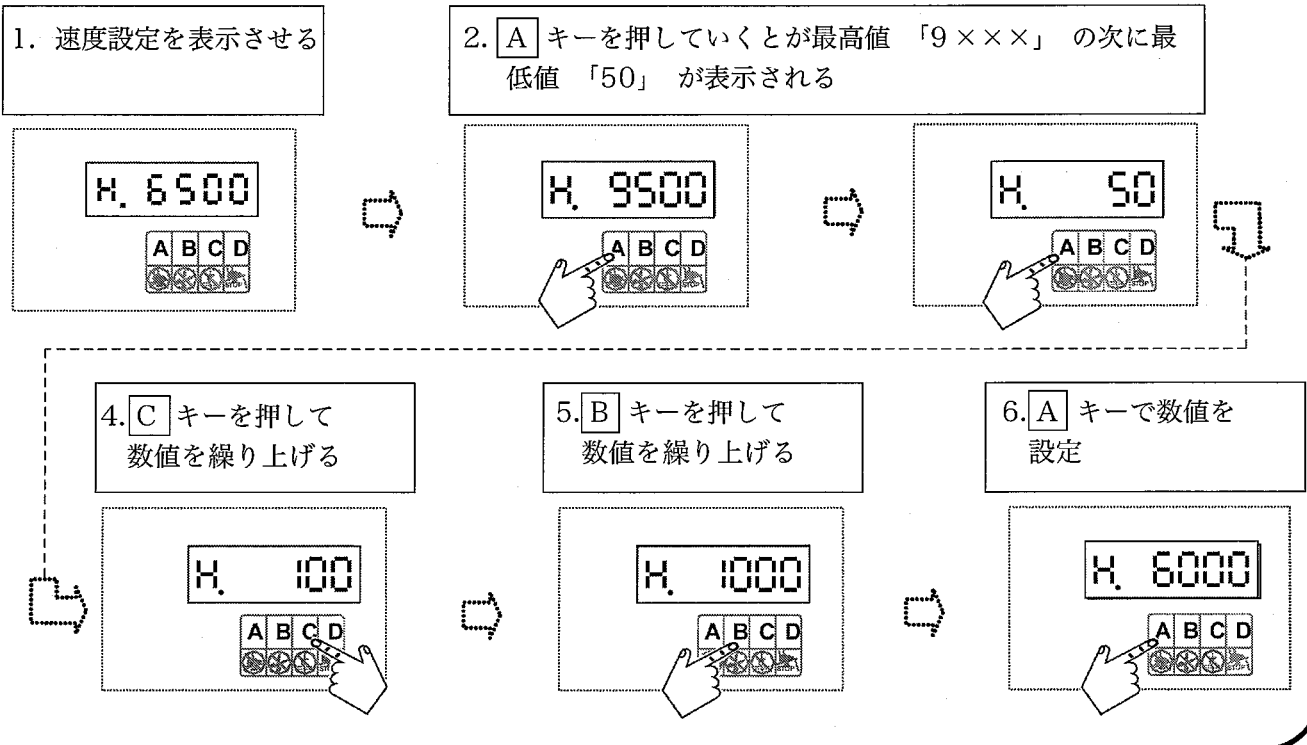 1. 速度設定を表示させる
2. A キーを押していくとが最高値 「9×××」 の次に最
低値 「50」 が表示される
H. 6500
A B C D
H. 9500
A B C D
H. 50
A B C D
4. C キーを押して
数値を繰り上げる
5. B キーを押して
数値を繰り上げる
6. A キーで数値を
設定
H. 100
A B C D
H. 1000
A B C D
H. 6000
A B C D